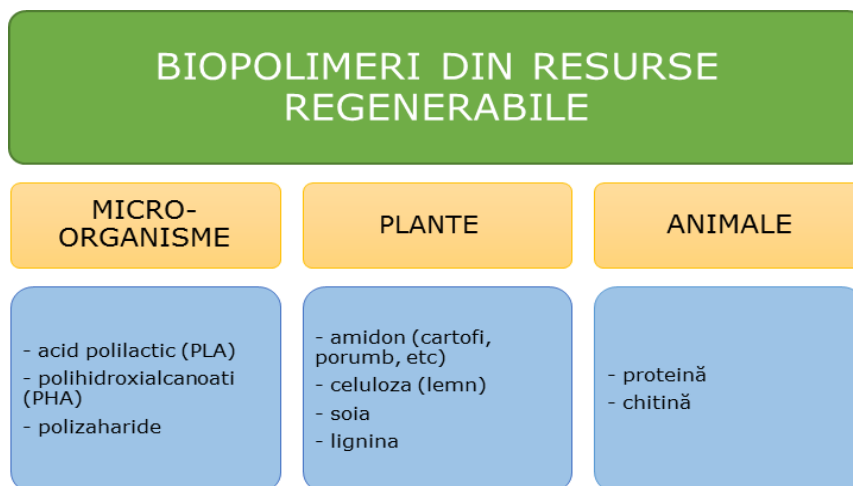 BIOPOLIMERI DIN RESURSE
REGENERABILE
MICRO-
ORGANISME
PLANTE
ANIMALE
- acid polilactic (PLA)
- polihidroxialcanoati
(PHA)
- polizaharide
- amidon (cartofi,
porumb, etc)
- celuloza (lemn)
- soia
- lignina
- proteină
- chitină